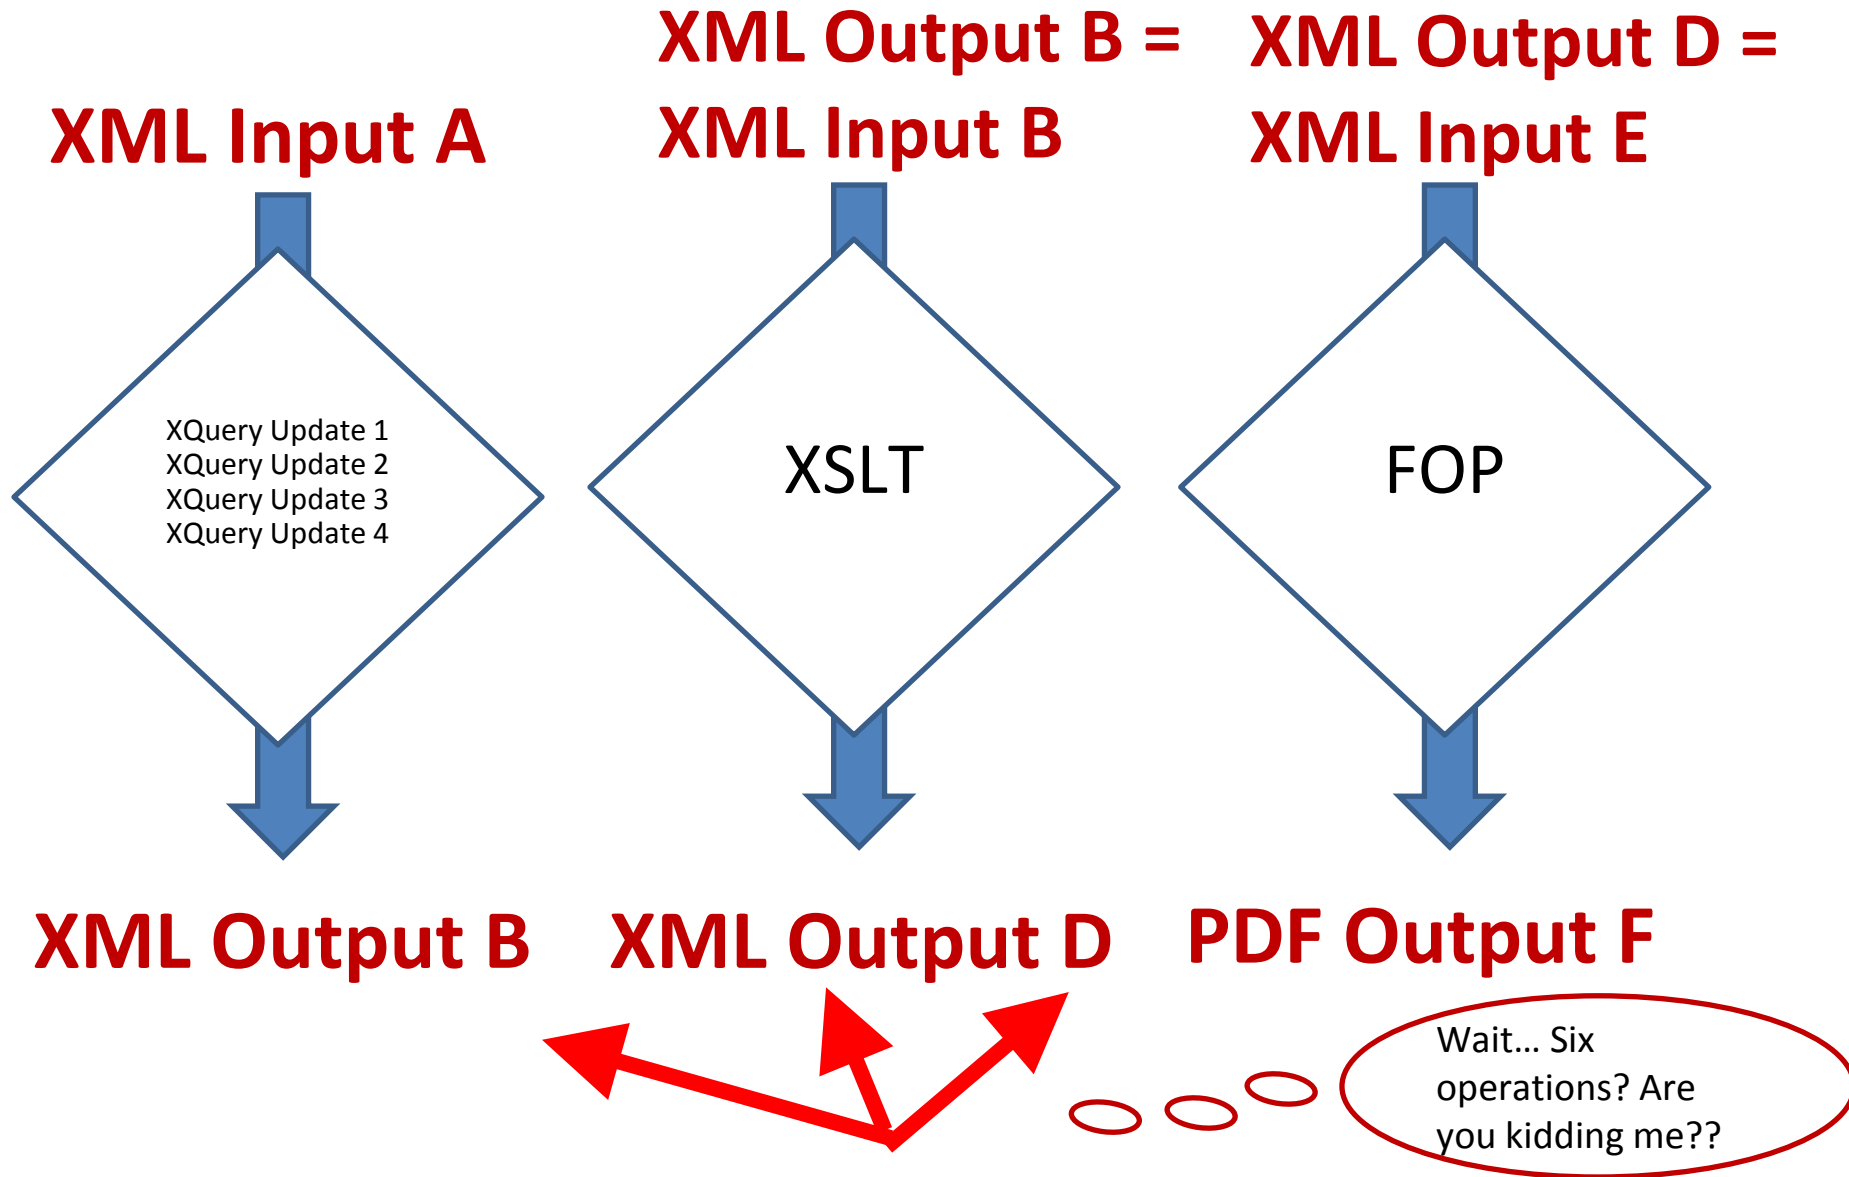 XML Input A
XML Output B =
XML Input B
XML Output D =
XML Input E
XQuery Update 1
XQuery Update 2
XQuery Update 3
XQuery Update 4
XSLT
FOP
XML Output B
XML Output D
PDF Output F
Wait... Six
operations? Are
you kidding me??